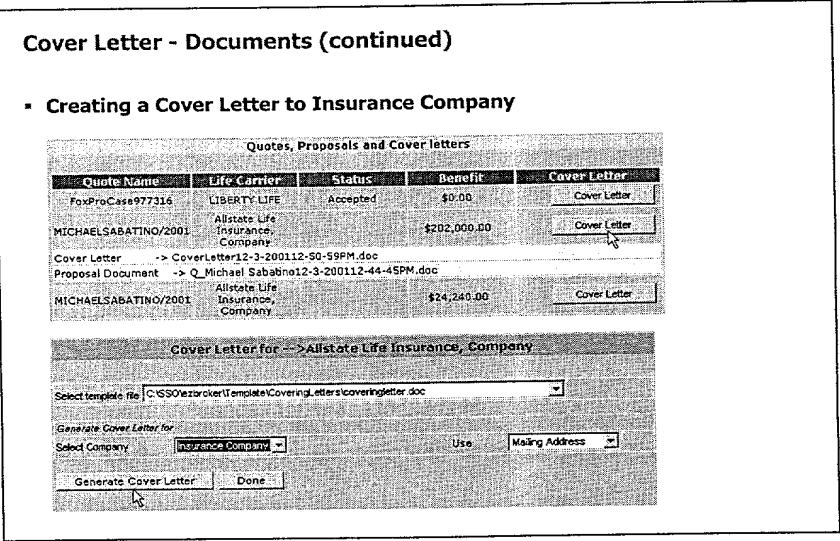 Cover Letter - Documents (continued)
▪ Creating a Cover Letter to Insurance Company
Quotes, Proposals and Cover letters
Quote Name Life Carrier Status Benefit Cover Letter
FoxProCase977316 LIBERTY LIFE Accepted $0.00 Cover Letter
MICHAELSABATINO/2001 Allstate Life Insurance, Company $202,000.00 Cover Letter
Cover Letter -> CoverLetter12-3-200112-50-59PM.doc
Proposal Document -> Q_Michael Sabatino12-3-200112-44-45PM.doc
MICHAELSABATINO/2001 Allstate Life Insurance, Company $24,240.00 Cover Letter
Cover Letter for --->Allstate Life Insurance, Company
Select template file C:\SSO\ezbroker\Template\CoveringLetters\coveringletter.doc
Generate Cover Letter for
Select Company Insurance Company Use Mailing Address
Generate Cover Letter Done